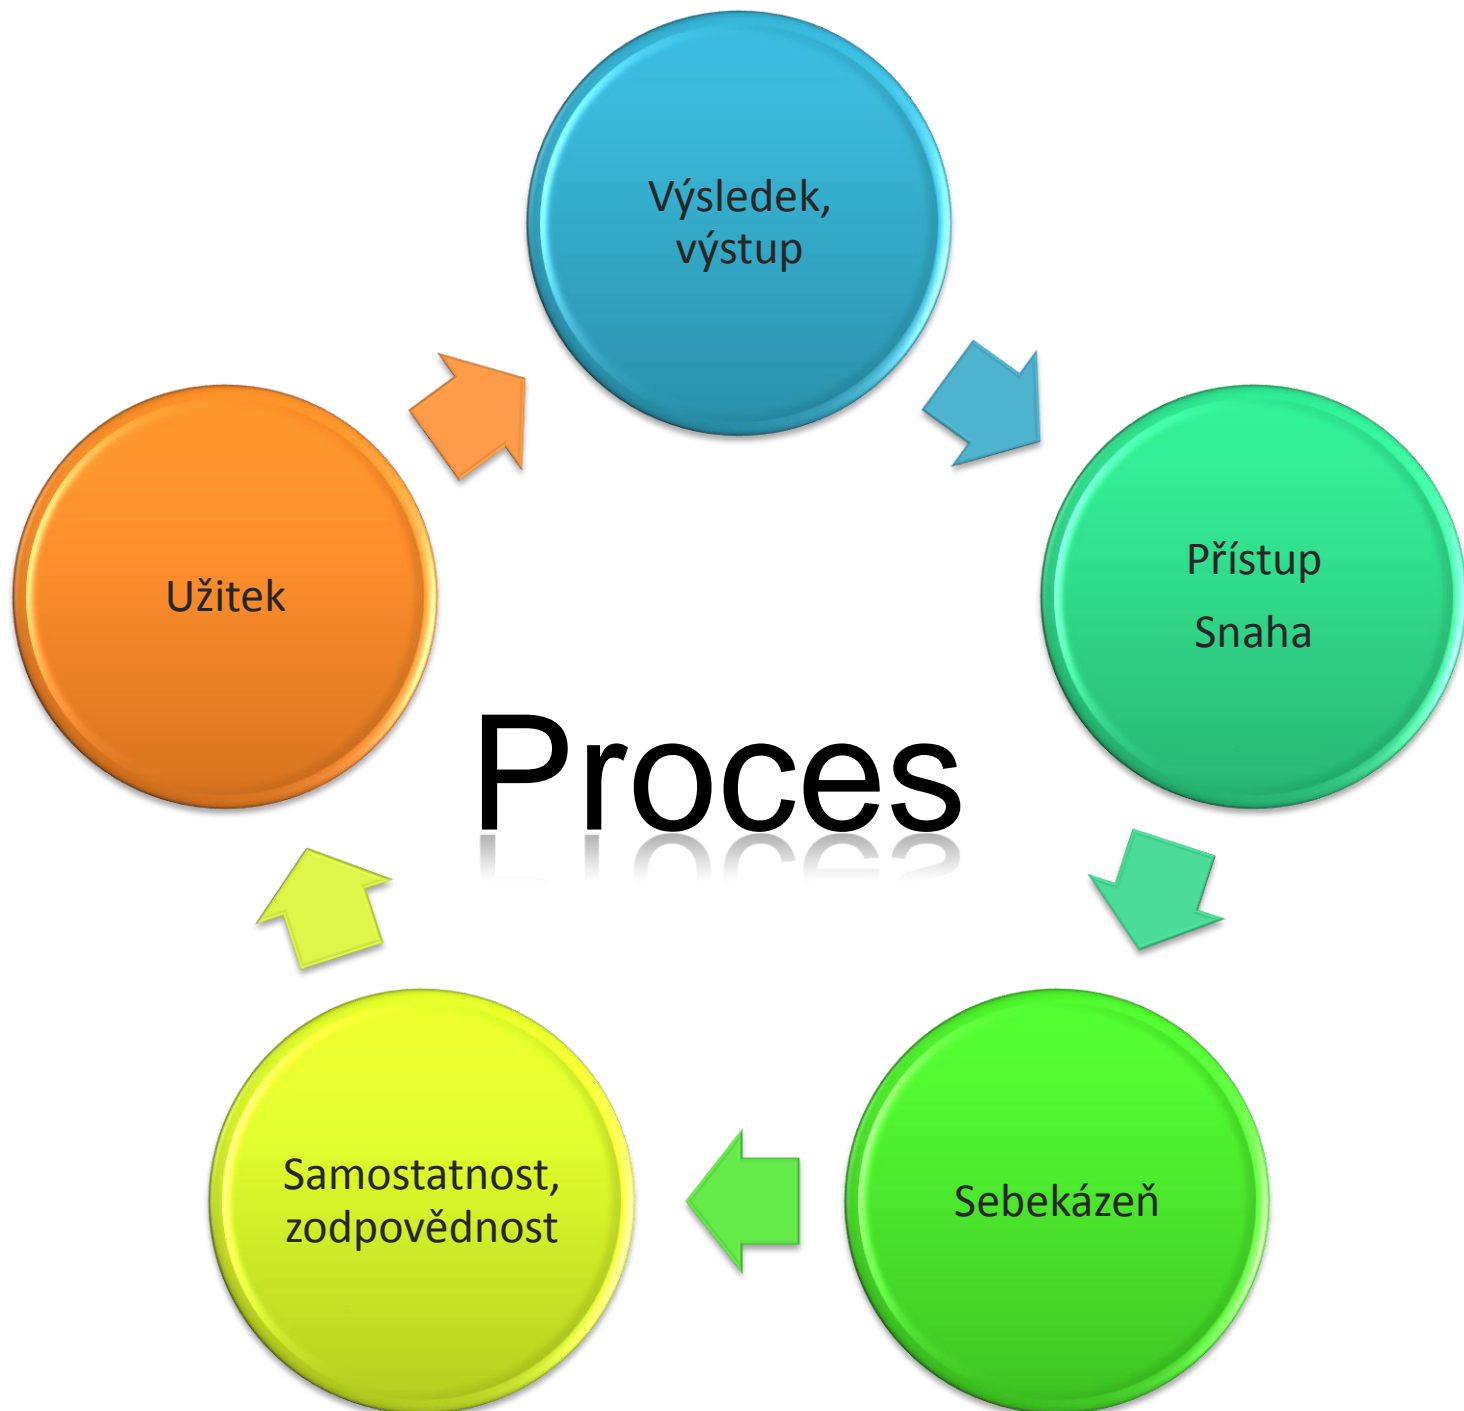 Výsledek,
výstup
Přístup
Snaha
Užitek
Proces
Samostatnost,
zodpovědnost
Sebekázeň